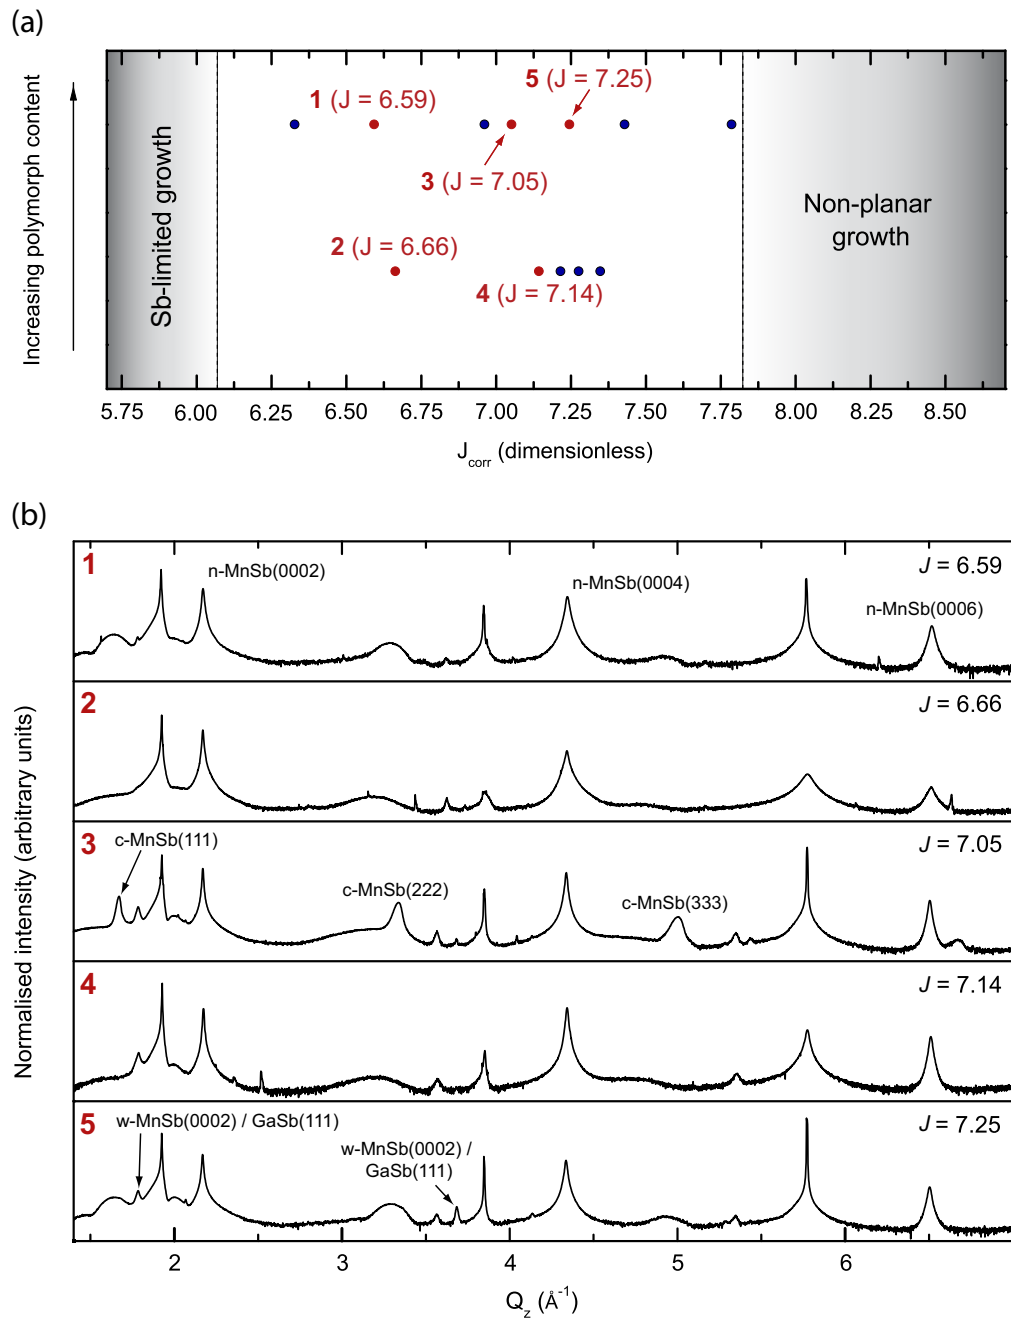 (a)
Increasing polymorph content
Sb-limited growth
1 (J = 6.59)
5 (J = 7.25)
3 (J = 7.05)
2 (J = 6.66)
4 (J = 7.14)
Non-planar
growth
5.75 6.00 6.25 6.50 6.75 7.00 7.25 7.50 7.75 8.00 8.25 8.50
J_corr (dimensionless)
(b)
Normalised intensity (arbitrary units)
1
n-MnSb(0002)
n-MnSb(0004)
n-MnSb(0006)
J = 6.59
2
J = 6.66
3
c-MnSb(111)
c-MnSb(222)
c-MnSb(333)
J = 7.05
4
J = 7.14
5
w-MnSb(0002) / GaSb(111)
w-MnSb(0002) /
GaSb(111)
J = 7.25
2 3 4 5 6
Q_z (Å⁻¹)